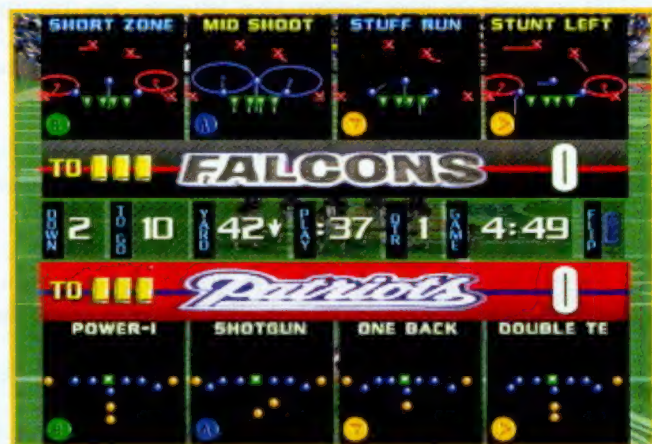 SHORT ZONE MID SHOOT STUFF RUN STUNT LEFT
TO FALCONS 0
DOWN 2 TO GO 10 YARD 42 PLAY :37 QTR 1 GAME 4:49 FLIP
TO Patriots 0
POWER-I SHOTGUN ONE BACK DOUBLE TE